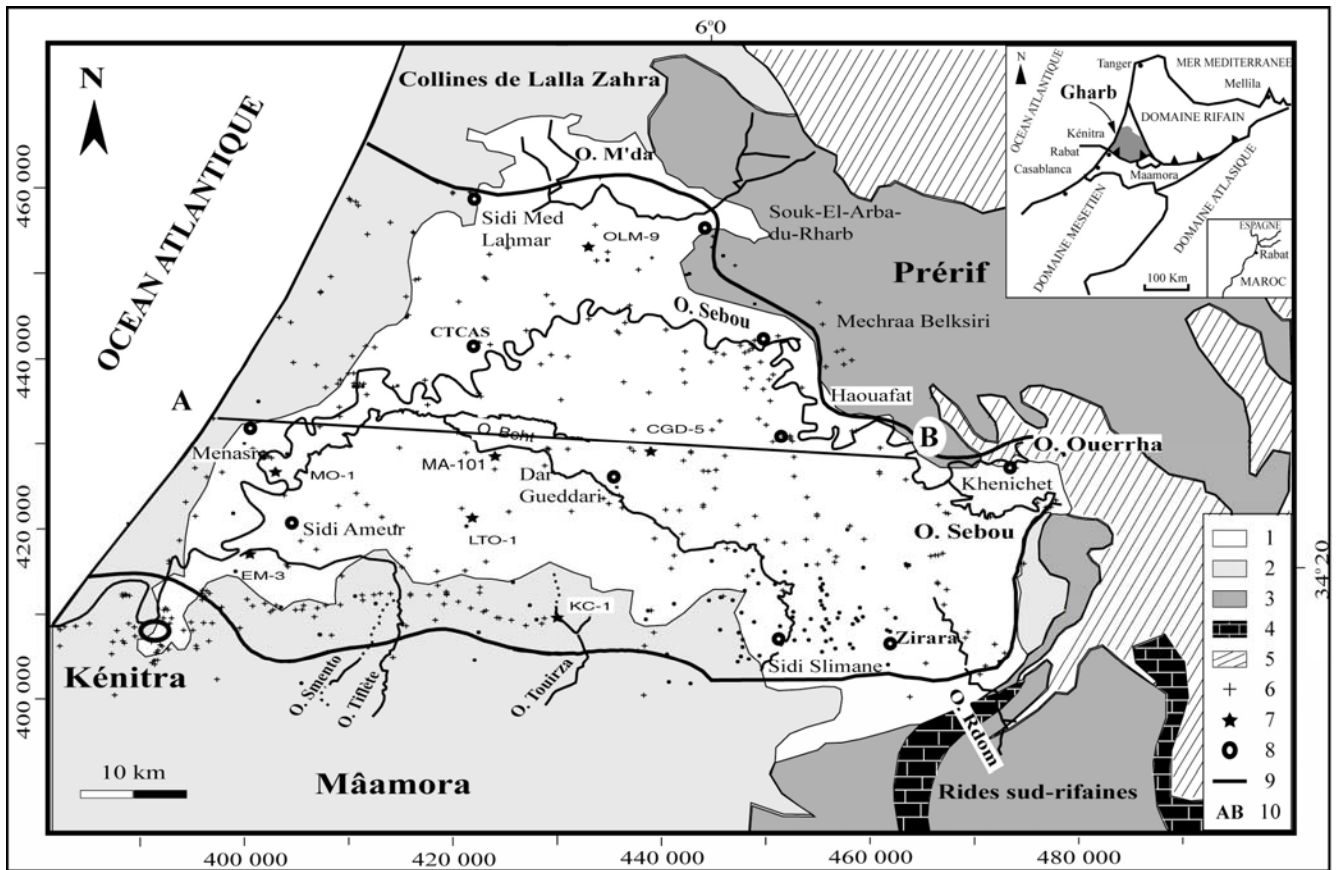 6°0
N
OCEAN ATLANTIQUE
OCEAN ATLANTIQUE
Collines de Lalla Zahra
O. M'da
Sidi Med
Lahmar
OLM-9
Souk-El-Arba-
du-Rharb
Prérif
O. Sebou
Mechraa Belksiri
CTCAS
Haouafat
A
B
O. Ouerrha
Menasra
MO-1
O. Beht
MA-101
CGD-5
Dar
Gueddari
Khenichet
O. Sebou
Sidi Ameur
LTO-1
EM-3
KC-1
Zirara
Sidi Slimane
Kénitra
O. Smento
O. Tiflète
O. Touirza
O. Rdom
10 km
Mâamora
Rides sud-rifaines
460 000
440 000
420 000
400 000
400 000
420 000
440 000
460 000
480 000
34°20
N
Tanger
MER MEDITERRANEE
Mellila
Gharb
OCEAN ATLANTIQUE
DOMAINE RIFAIN
Kénitra
Rabat
Casablanca
Maamora
DOMAINE MESETIEN
DOMAINE ATLASIQUE
100 Km
ESPAGNE
Rabat
MAROC
1
2
3
4
5
6
7
8
9
AB 10